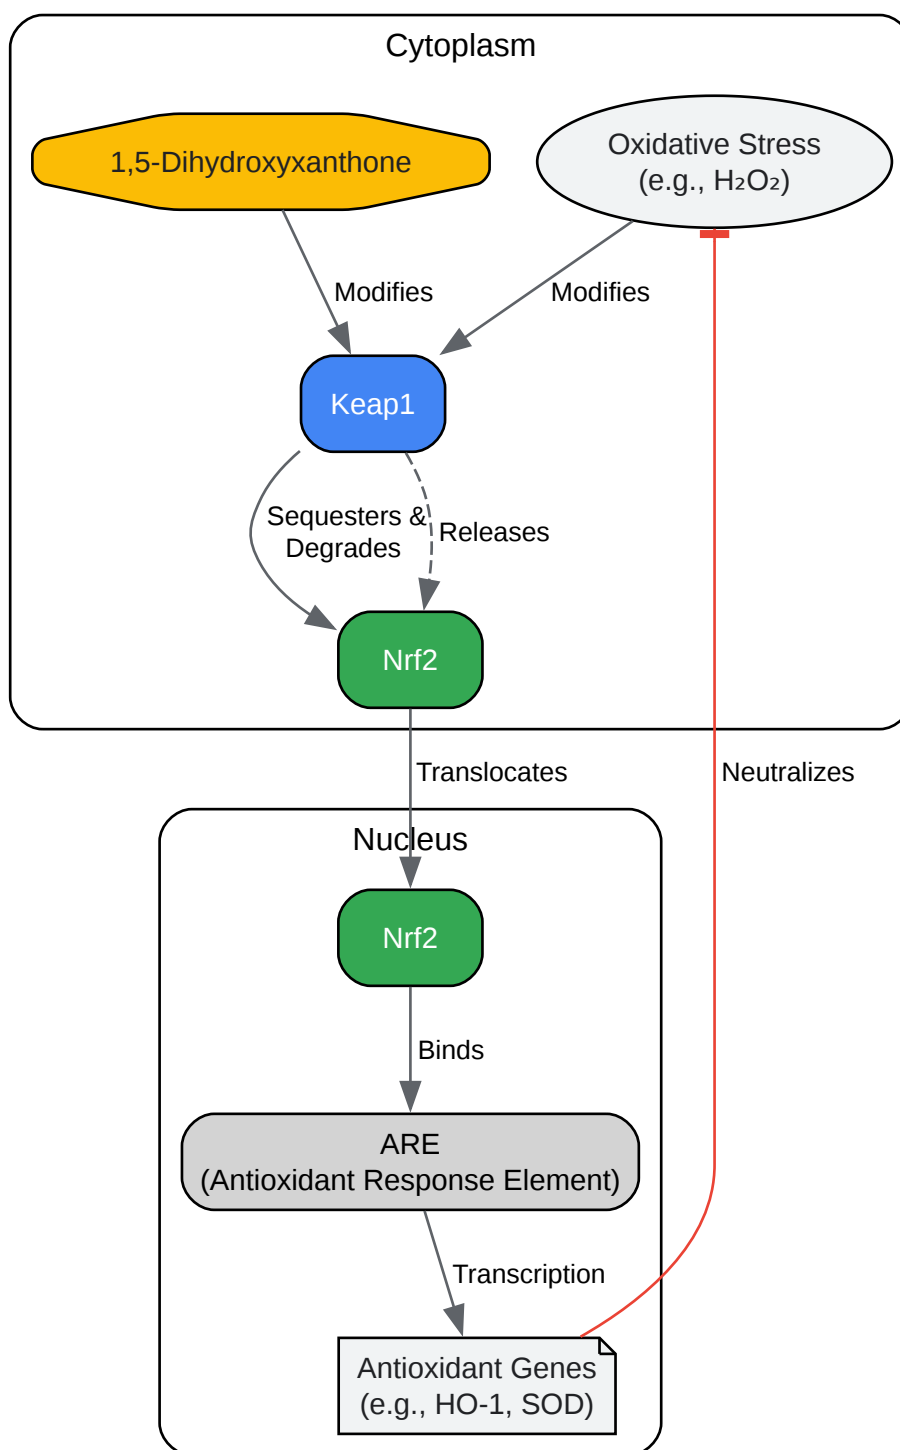 Cytoplasm
1,5-Dihydroxyxanthone
Oxidative Stress
(e.g., H₂O₂)
Modifies
Modifies
Keap1
Sequesters &
Degrades
Releases
Nrf2
Translocates
Neutralizes
Nucleus
Nrf2
Binds
ARE
(Antioxidant Response Element)
Transcription
Antioxidant Genes
(e.g., HO-1, SOD)